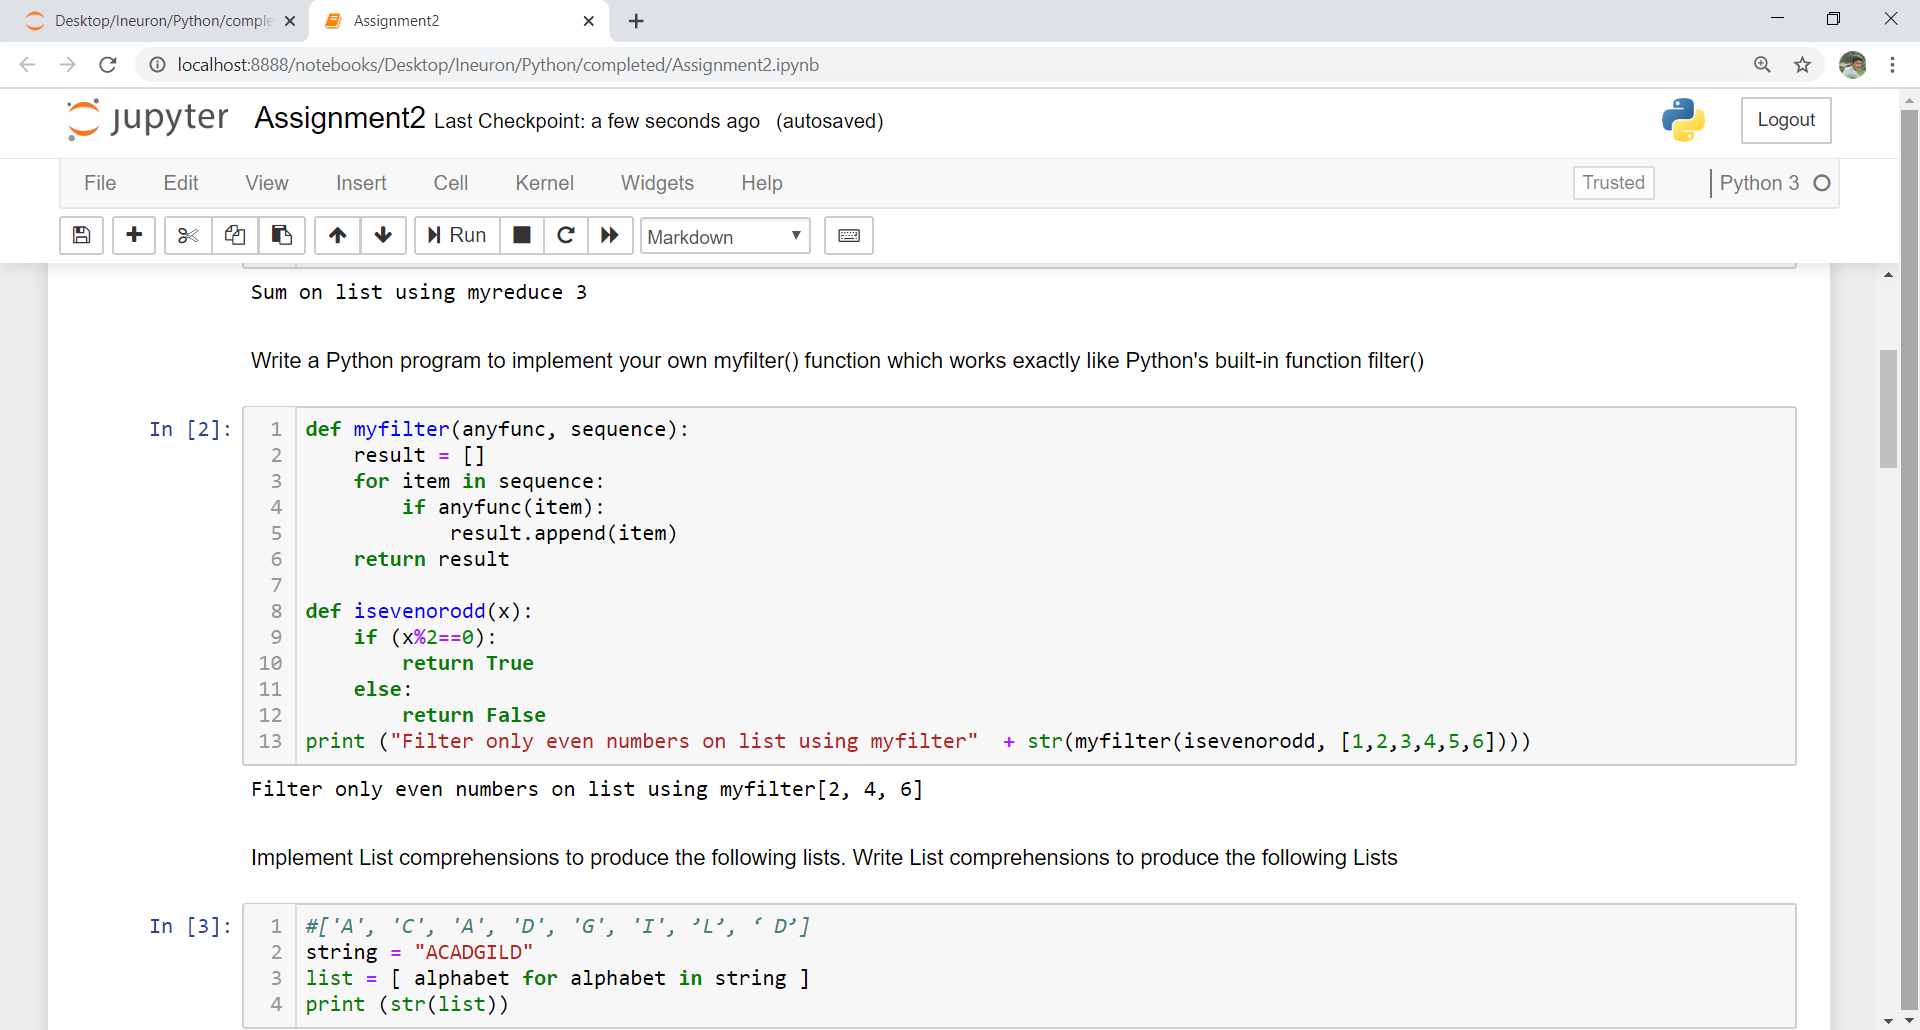 Desktop/Ineuron/Python/comple
Assignment2
localhost:8888/notebooks/Desktop/Ineuron/Python/completed/Assignment2.ipynb
jupyter Assignment2 Last Checkpoint: a few seconds ago (autosaved)
Logout
File Edit View Insert Cell Kernel Widgets Help
Trusted
Python 3
Run
Markdown
Sum on list using myreduce 3
Write a Python program to implement your own myfilter() function which works exactly like Python's built-in function filter()
In [2]:
1 def myfilter(anyfunc, sequence):
2     result = []
3     for item in sequence:
4         if anyfunc(item):
5             result.append(item)
6     return result
7
8 def isevenorodd(x):
9     if (x%2==0):
10         return True
11     else:
12         return False
13 print ("Filter only even numbers on list using myfilter"  + str(myfilter(isevenorodd, [1,2,3,4,5,6])))
Filter only even numbers on list using myfilter[2, 4, 6]
Implement List comprehensions to produce the following lists. Write List comprehensions to produce the following Lists
In [3]:
1 #['A', 'C', 'A', 'D', 'G', 'I', ’L’, ‘ D’]
2 string = "ACADGILD"
3 list = [ alphabet for alphabet in string ]
4 print (str(list))